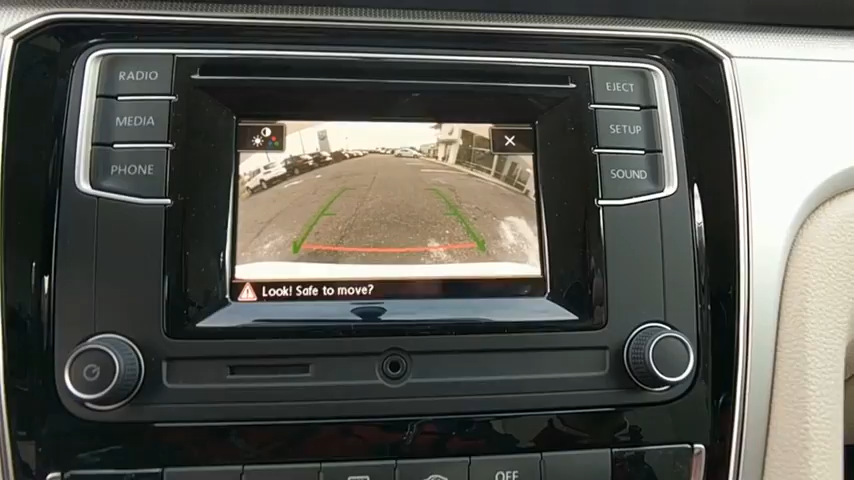 RADIO
EJECT
MEDIA
SETUP
PHONE
SOUND
Look! Safe to move?
OFF